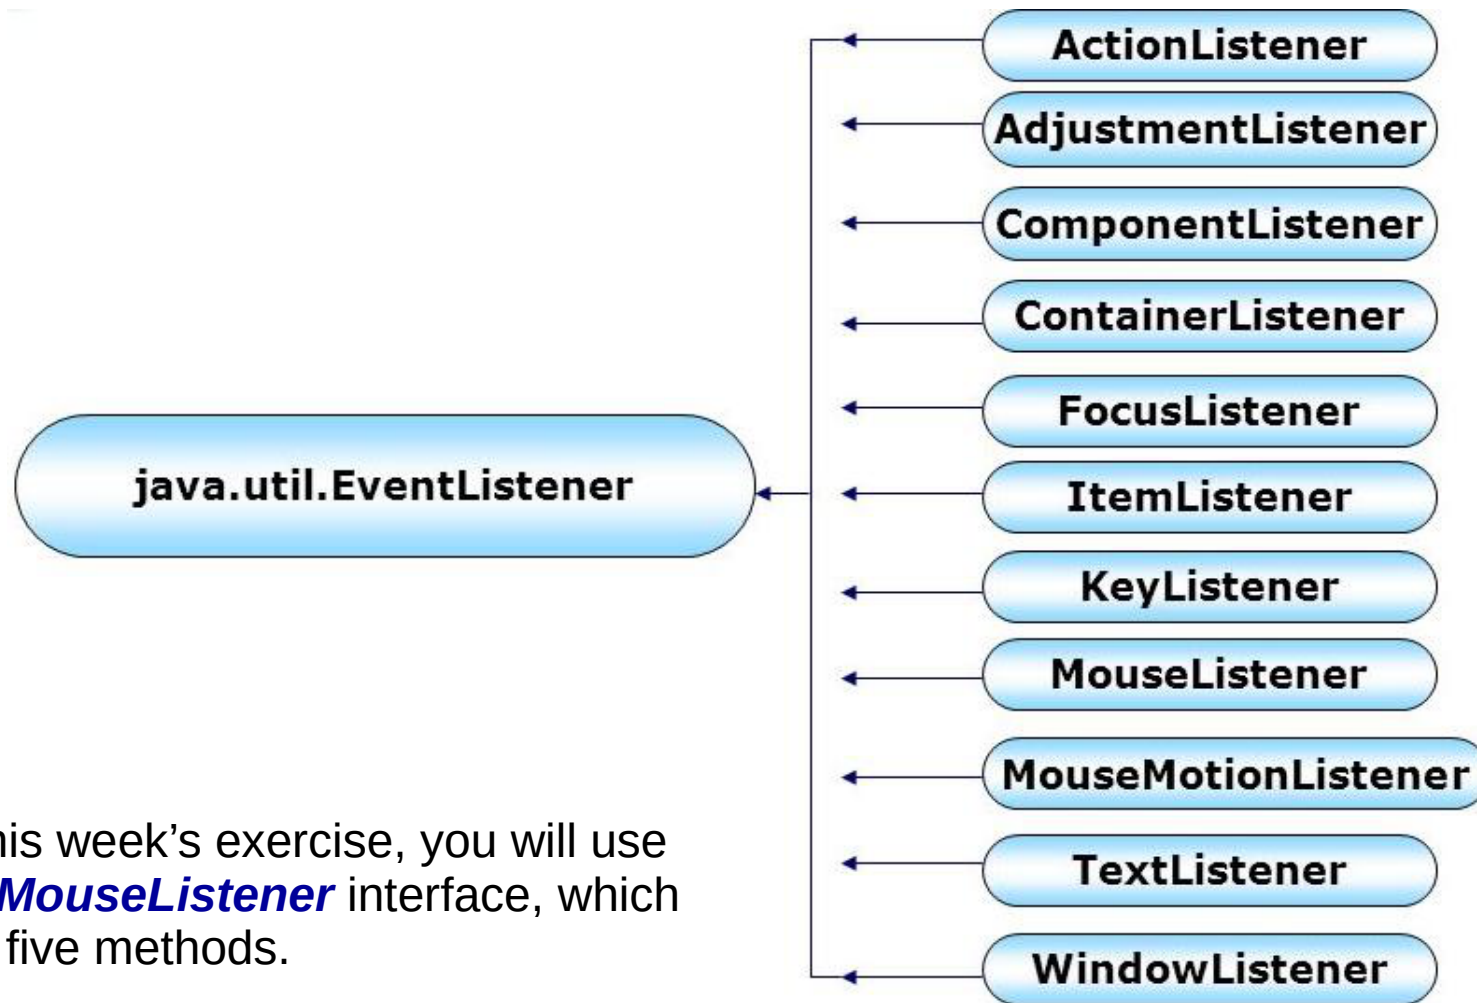 ActionListener
AdjustmentListener
ComponentListener
ContainerListener
FocusListener
java.util.EventListener
ItemListener
KeyListener
MouseListener
MouseMotionListener
TextListener
WindowListener
his week’s exercise, you will use
MouseListener interface, which
five methods.